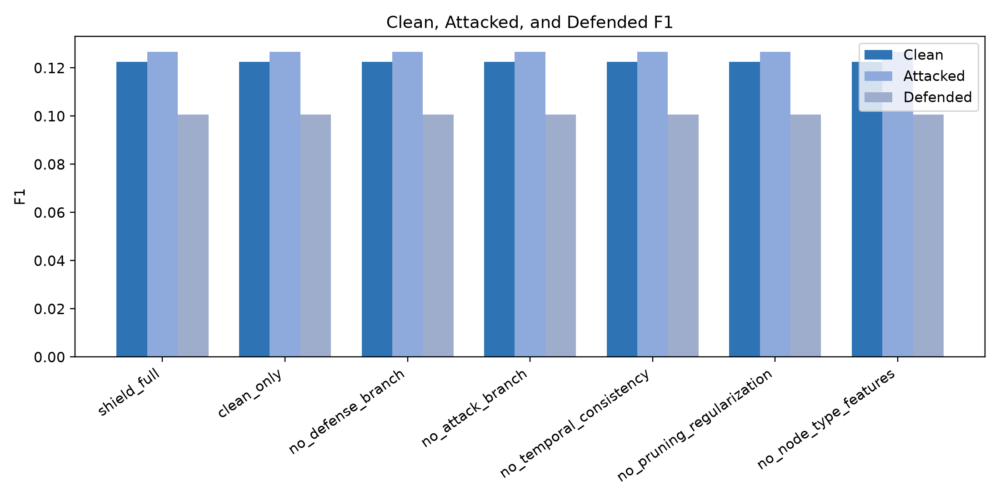 Clean, Attacked, and Defended F1
Clean
Attacked
Defended
F1
0.12
0.10
0.08
0.06
0.04
0.02
0.00
shield_full
clean_only
no_defense_branch
no_attack_branch
no_temporal_consistency
no_pruning_regularization
no_node_type_features